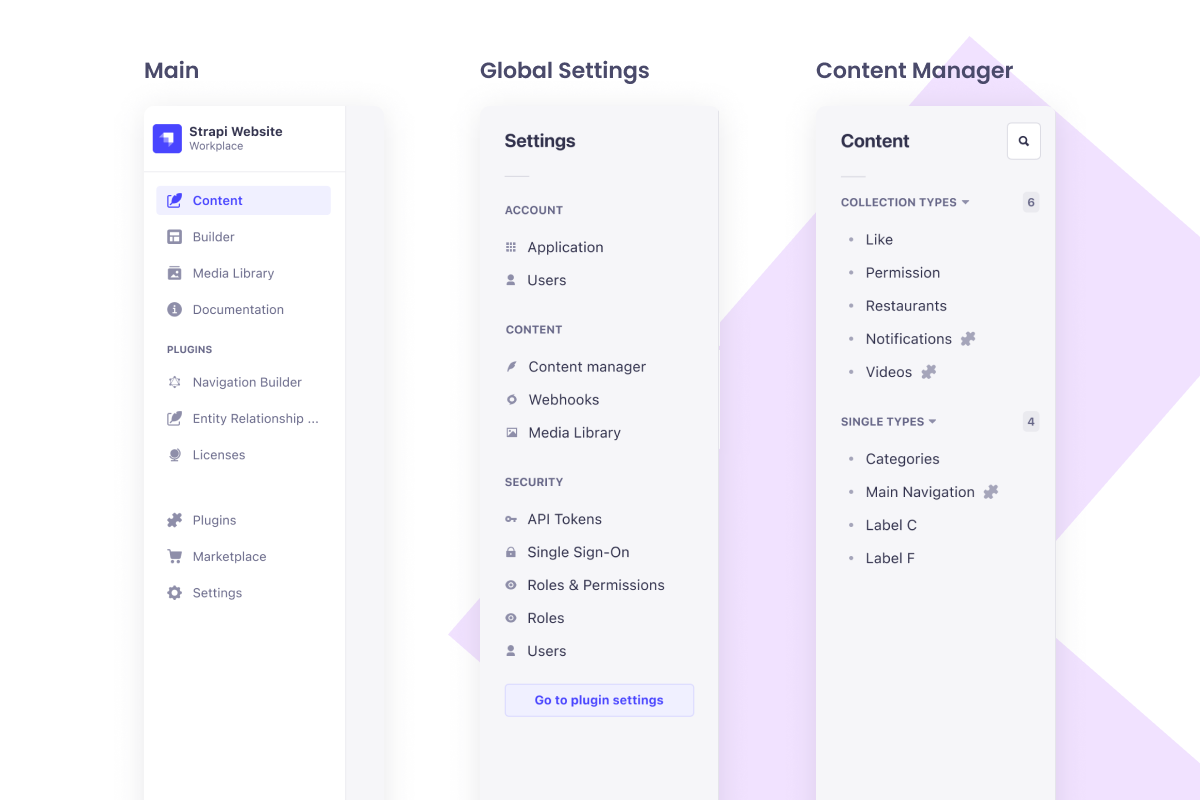 Main
Strapi Website
Workplace
Content
Builder
Media Library
Documentation
PLUGINS
Navigation Builder
Entity Relationship ...
Licenses
Plugins
Marketplace
Settings
Global Settings
Settings
ACCOUNT
Application
Users
CONTENT
Content manager
Webhooks
Media Library
SECURITY
API Tokens
Single Sign-On
Roles & Permissions
Roles
Users
Go to plugin settings
Content Manager
Content
COLLECTION TYPES 6
Like
Permission
Restaurants
Notifications
Videos
SINGLE TYPES 4
Categories
Main Navigation
Label C
Label F